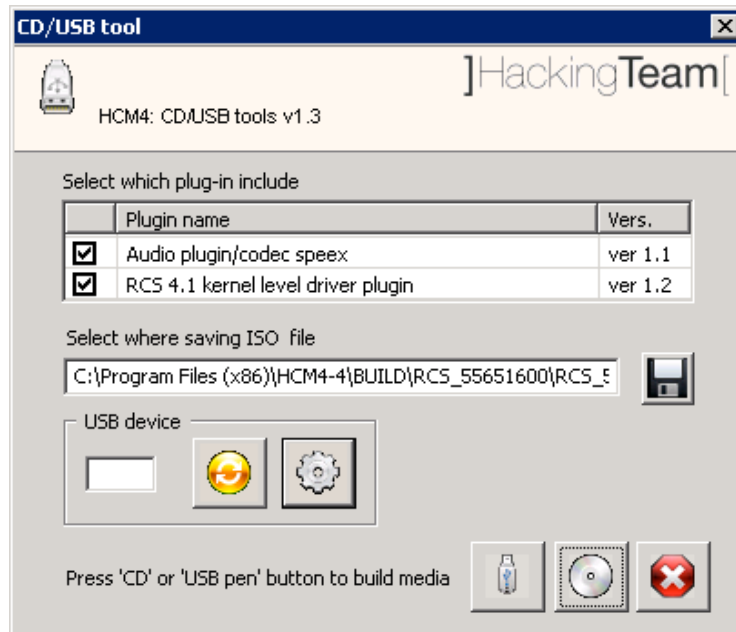 CD/USB tool
]HackingTeam[
HCM4: CD/USB tools v1.3
Select which plug-in include
Plugin name Vers.
Audio plugin/codec speex ver 1.1
RCS 4.1 kernel level driver plugin ver 1.2
Select where saving ISO file
C:\Program Files (x86)\HCM4-4\BUILD\RCS_55651600\RCS_5
USB device
Press 'CD' or 'USB pen' button to build media